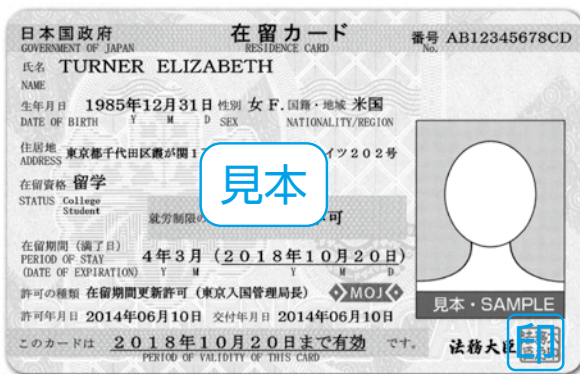 日本国政府 在留カード 番号 AB12345678CD
GOVERNMENT OF JAPAN RESIDENCE CARD No.
氏名 TURNER ELIZABETH
NAME
生年月日 1985年12月31日 性別 女 F. 国籍・地域 米国
DATE OF BIRTH Y M D SEX NATIONALITY/REGION
住居地 東京都千代田区霞が関1 イツ202号
ADDRESS
見本
在留資格 留学
STATUS College
Student
就労制限の 可
在留期間(満了日) 4年3月(2018年10月20日)
PERIOD OF STAY
(DATE OF EXPIRATION) Y M Y M D
許可の種類 在留期間更新許可(東京入国管理局長) MOJ
見本・SAMPLE
許可年月日 2014年06月10日 交付年月日 2014年06月10日
このカードは 2018年10月20日まで有効 です。
PERIOD OF VALIDITY OF THIS CARD
法務大臣 印